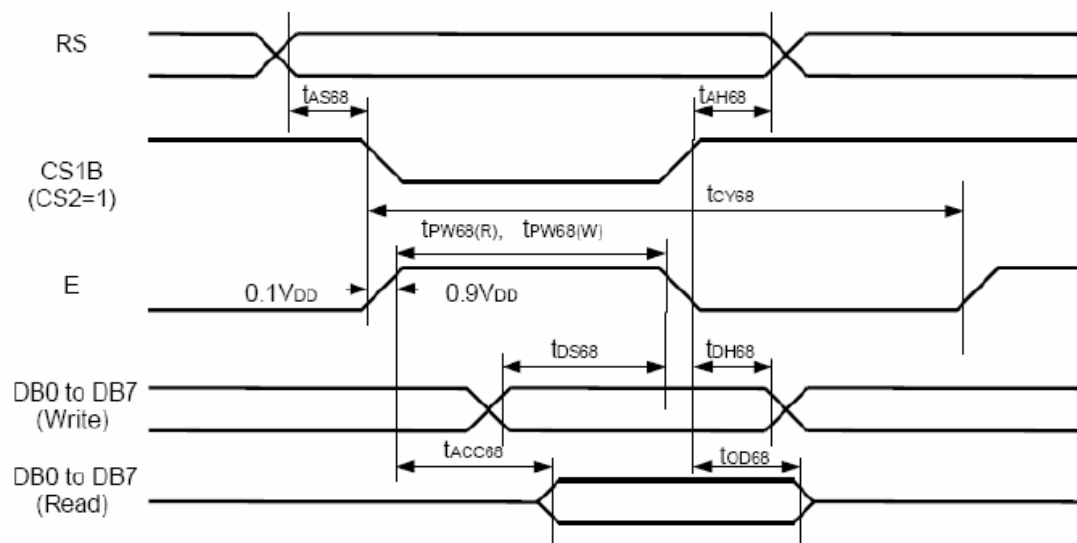 RS
tAS68
tAH68
CS1B
(CS2=1)
tCY68
tPW68(R), tPW68(W)
E
0.1VDD
0.9VDD
tDS68
tDH68
DB0 to DB7
(Write)
tACC68
tOD68
DB0 to DB7
(Read)